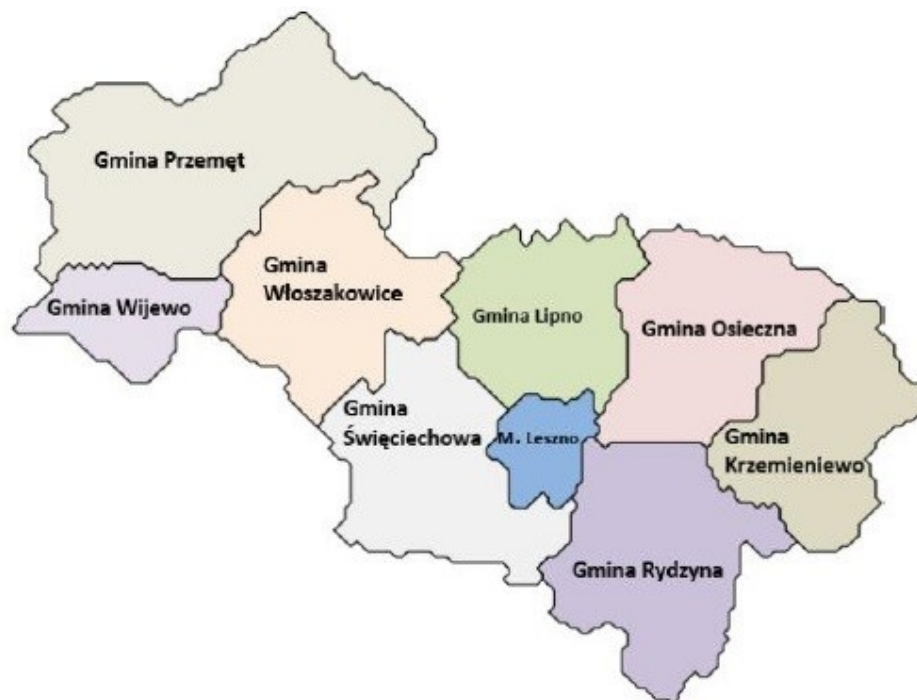 Gmina Przemęt
Gmina
Włoszakowice
Gmina Wijewo
Gmina Lipno
Gmina Osieczna
Gmina
Święciechowa
M. Leszno
Gmina
Krzemieniewo
Gmina Rydzyna